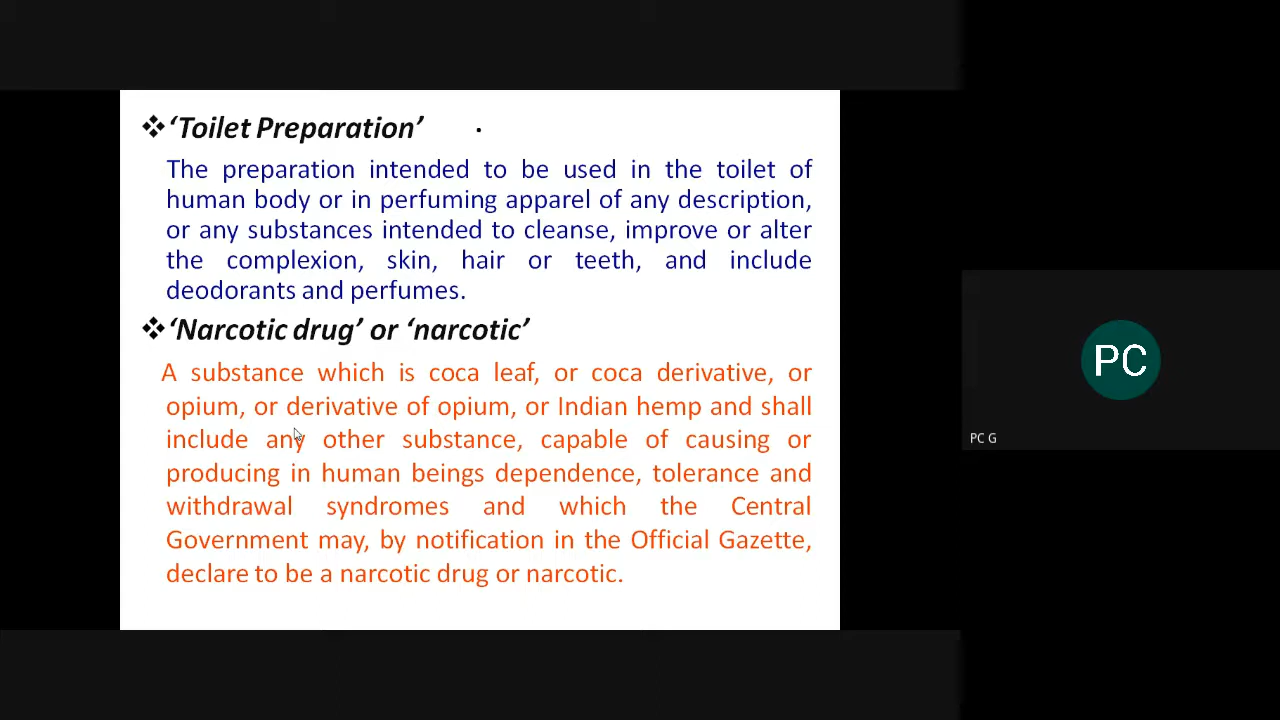 ❖‘Toilet Preparation’
The preparation intended to be used in the toilet of
human body or in perfuming apparel of any description,
or any substances intended to cleanse, improve or alter
the complexion, skin, hair or teeth, and include
deodorants and perfumes.
❖‘Narcotic drug’ or ‘narcotic’
A substance which is coca leaf, or coca derivative, or
opium, or derivative of opium, or Indian hemp and shall
include any other substance, capable of causing or
producing in human beings dependence, tolerance and
withdrawal syndromes and which the Central
Government may, by notification in the Official Gazette,
declare to be a narcotic drug or narcotic.
PC
PC G